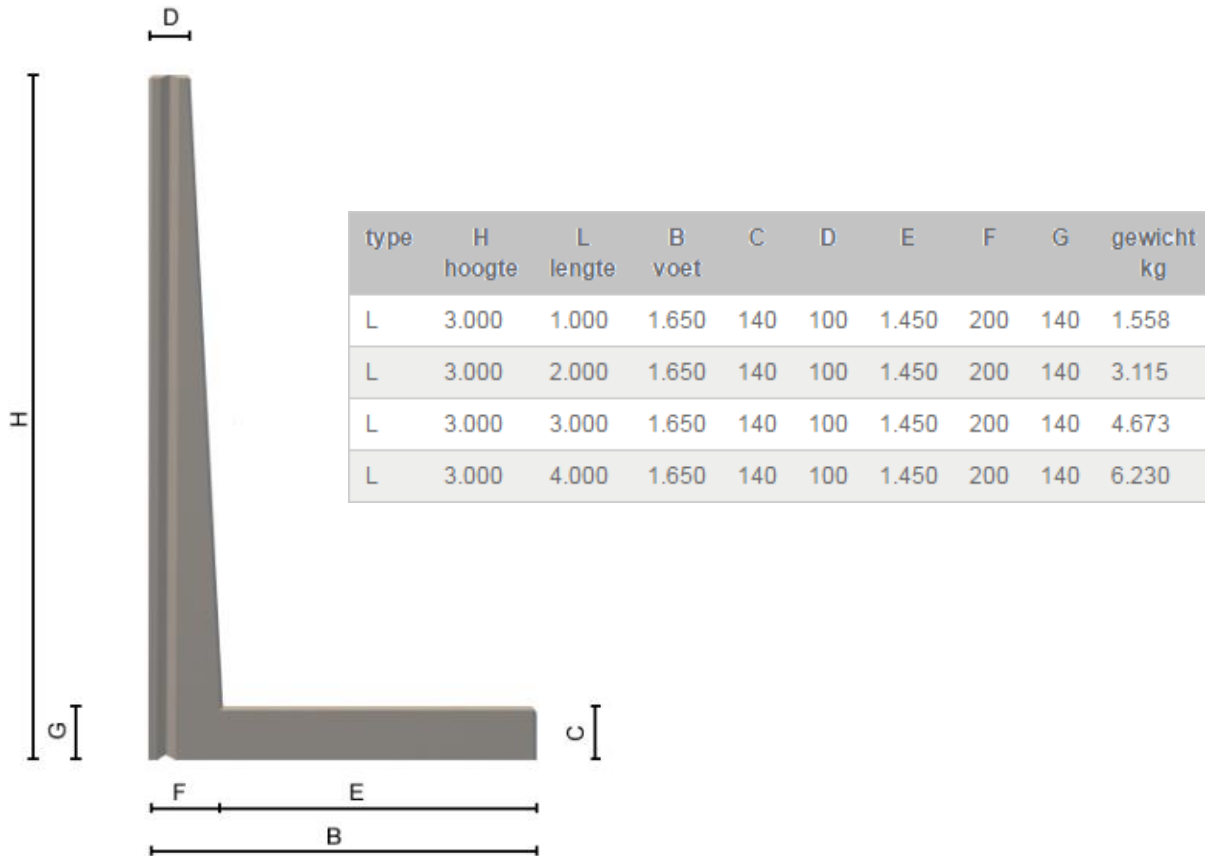 D
H
G
C
F
E
B
type H L B C D E F G gewicht
hoogte lengte voet kg
L 3.000 1.000 1.650 140 100 1.450 200 140 1.558
L 3.000 2.000 1.650 140 100 1.450 200 140 3.115
L 3.000 3.000 1.650 140 100 1.450 200 140 4.673
L 3.000 4.000 1.650 140 100 1.450 200 140 6.230